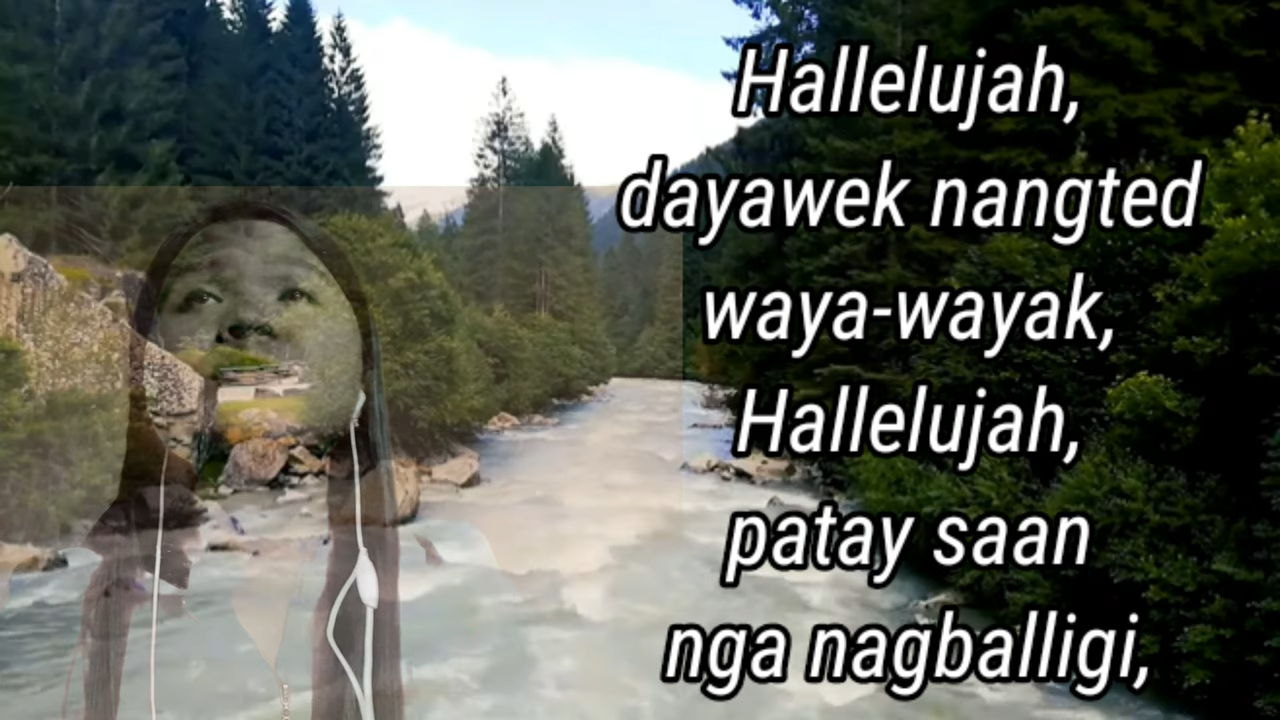 Hallelujah,
dayawek nangted
waya-wayak,
Hallelujah,
patay saan
nga nagballigi,